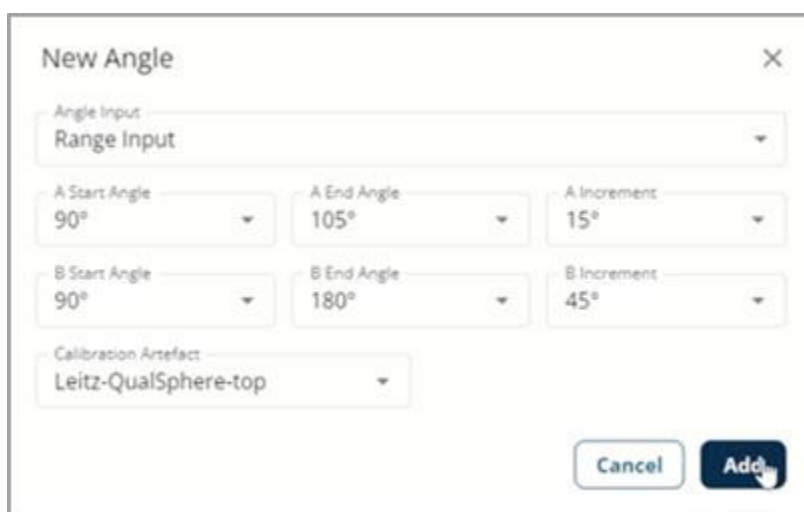 New Angle
Angle Input
Range Input
A Start Angle A End Angle A Increment
90° 105° 15°
B Start Angle B End Angle B Increment
90° 180° 45°
Calibration Artefact
Leitz-QualSphere-top
Cancel Add